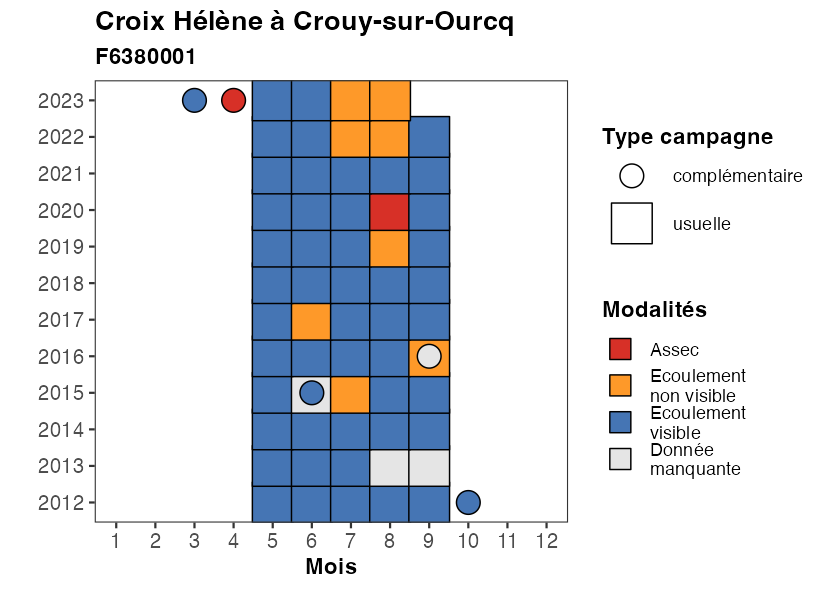 Croix Hélène à Crouy-sur-Ourcq
F6380001
2023
2022
2021
2020
2019
2018
2017
2016
2015
2014
2013
2012
1 2 3 4 5 6 7 8 9 10 11 12
Mois
Type campagne
complémentaire
usuelle
Modalités
Assec
Ecoulement
non visible
Ecoulement
visible
Donnée
manquante